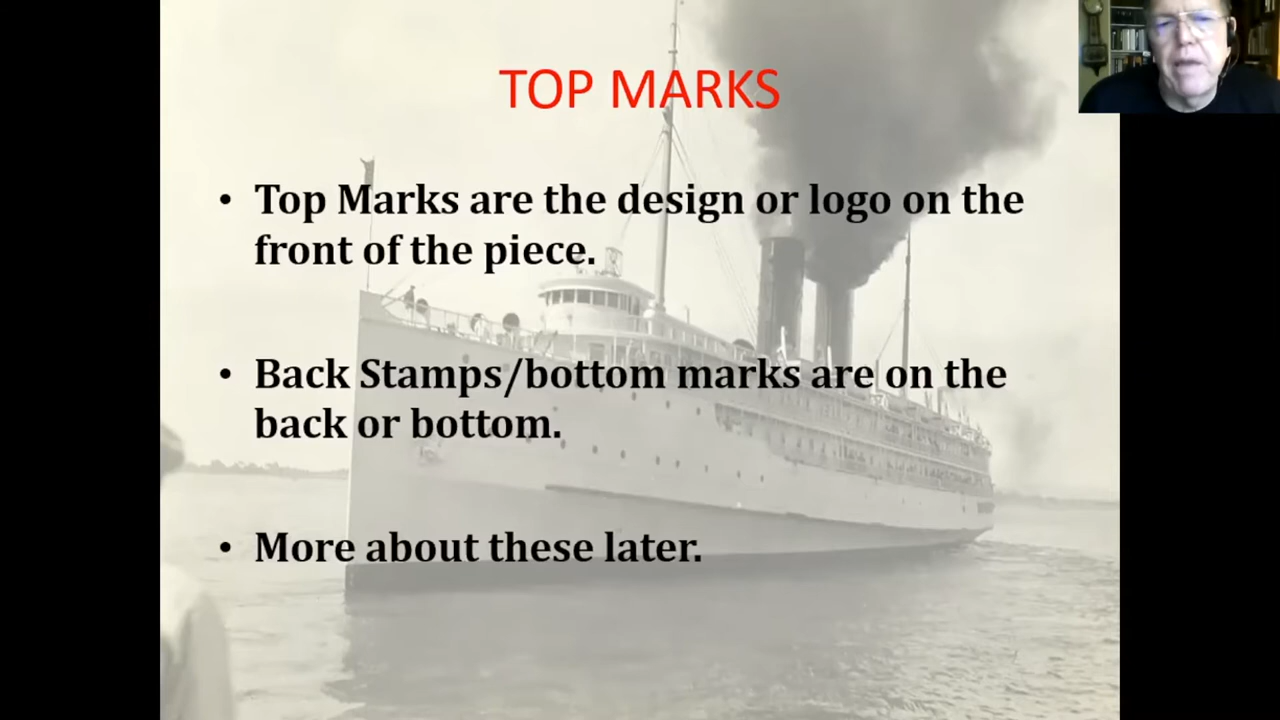 TOP MARKS
• Top Marks are the design or logo on the
front of the piece.
• Back Stamps/bottom marks are on the
back or bottom.
• More about these later.